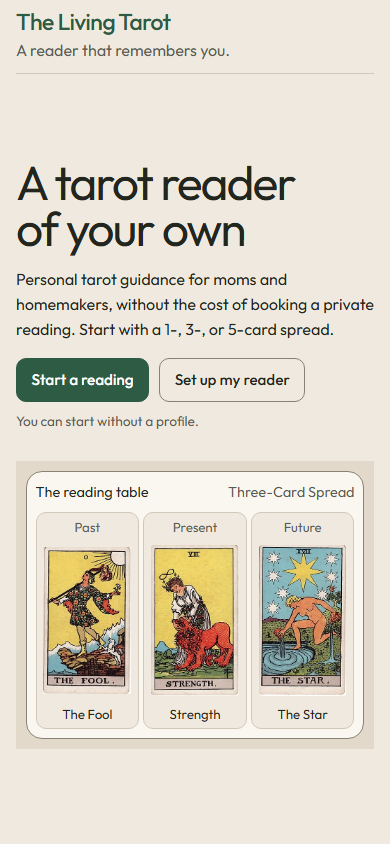 The Living Tarot
A reader that remembers you.
A tarot reader
of your own
Personal tarot guidance for moms and
homemakers, without the cost of booking a private
reading. Start with a 1-, 3-, or 5-card spread.
Start a reading
Set up my reader
You can start without a profile.
The reading table
Three-Card Spread
Past
Present
Future
0
VIII
XVII
THE FOOL.
STRENGTH.
THE STAR.
The Fool
Strength
The Star